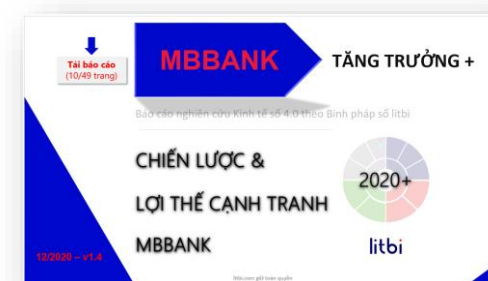 Tải báo cáo
(10/49 trang)
MBBANK
TĂNG TRƯỞNG +
Báo cáo nghiên cứu Kinh tế số 4.0 theo Binh pháp số litbi
CHIẾN LƯỢC &
LỢI THẾ CẠNH TRANH
MBBANK
2020+
litbi
12/2020 – v1.4